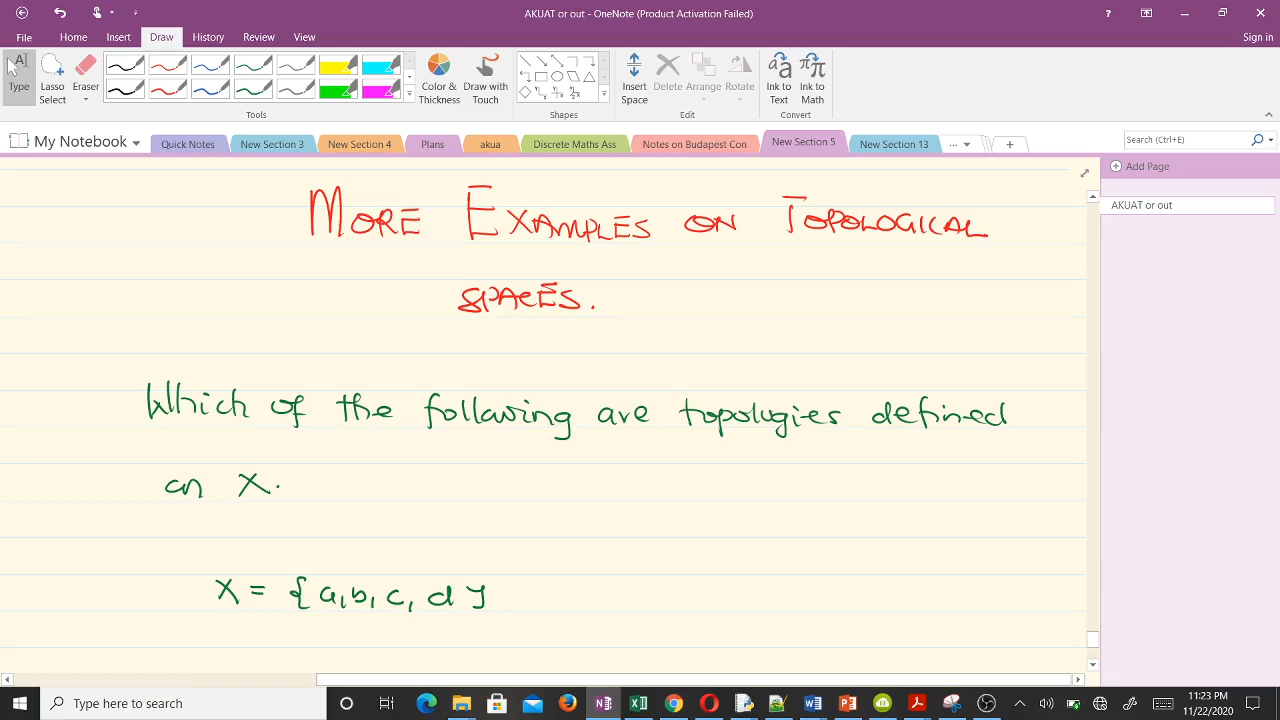 AKUAT or out - OneNote (Product Activation Failed)
File Home Insert Draw History Review View Sign in
Type Lasso Select Eraser Color & Thickness Draw with Touch Insert Space Delete Arrange Rotate Ink to Text Ink to Math
Tools Shapes Edit Convert
My Notebook Quick Notes New Section 3 New Section 4 Plans akua Discrete Maths Ass Notes on Budapest Con New Section 5 New Section 13 ... Search (Ctrl+E)
Add Page
AKUAT or out
MORE EXAMPLES ON TOPOLOGICAL
SPACES.
Which of the following are topologies defined
on X.
X = { a, b, c, d }
Type here to search
11:23 PM
11/22/2020